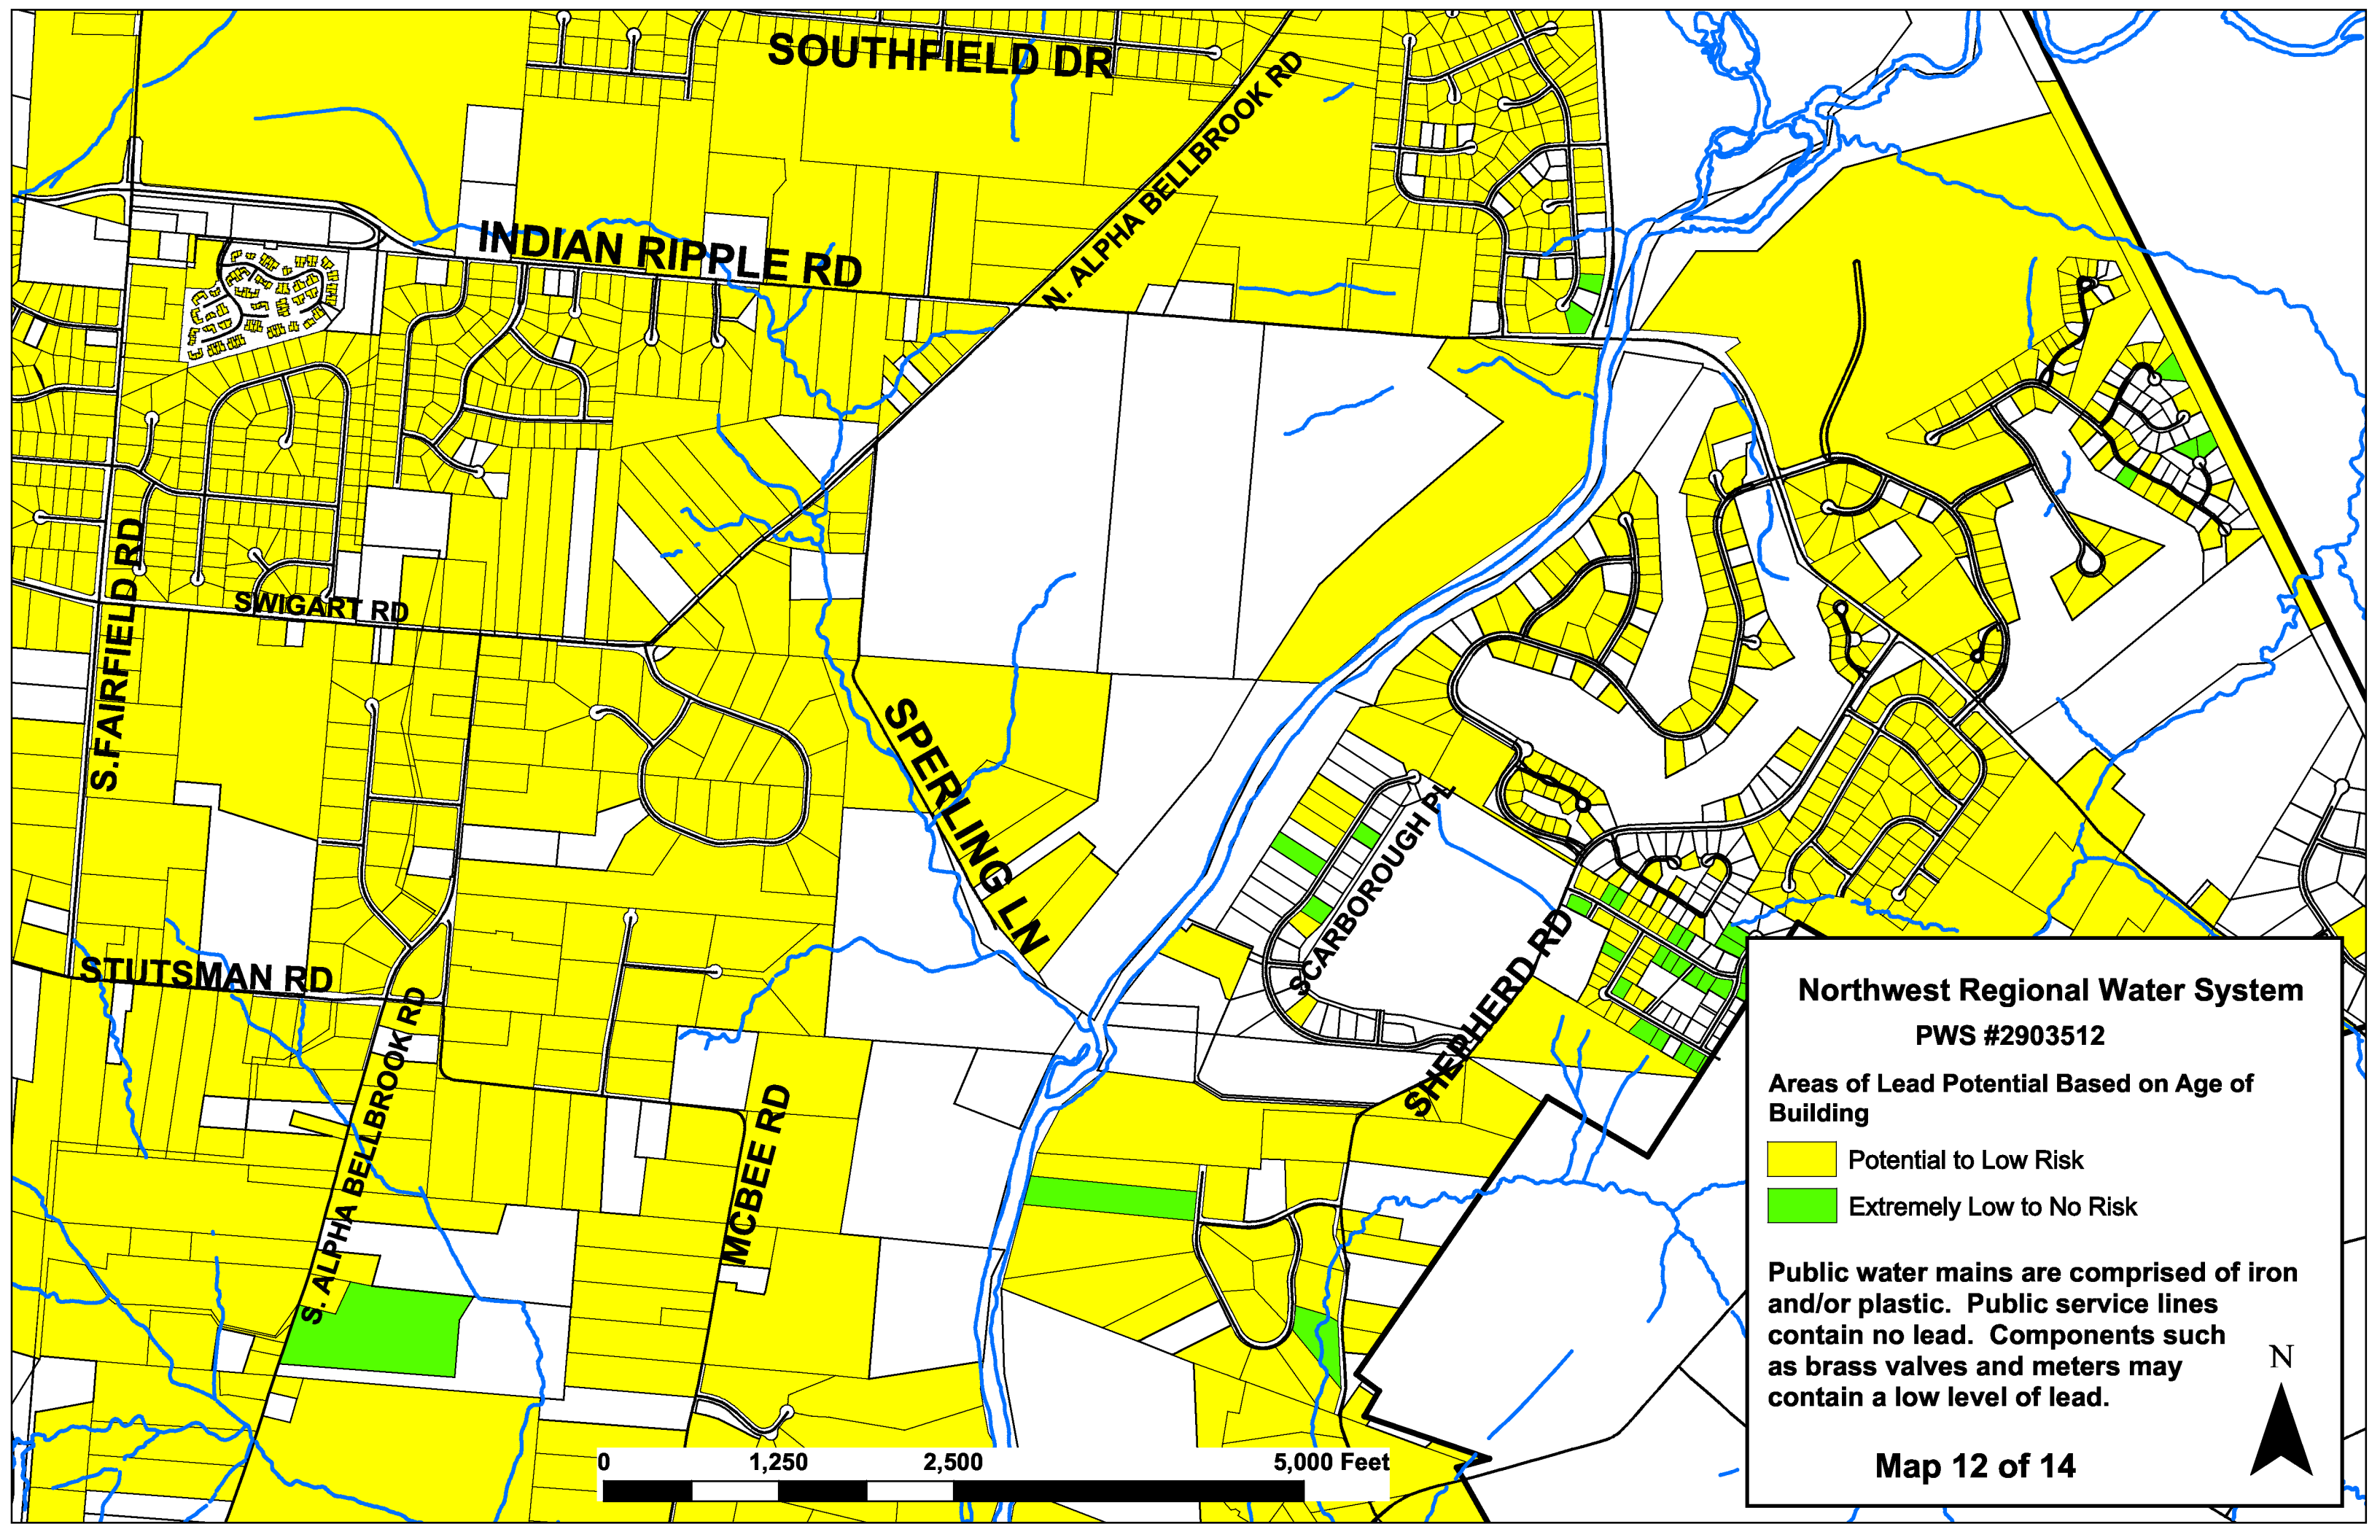 SOUTHFIELD DR
N. ALPHA BELLBROOK RD
INDIAN RIPPLE RD
S.FAIRFIELD RD
SWIGART RD
SPERLING LN
SCARBOROUGH PL
SHEPHERD RD
STUTSMAN RD
S. ALPHA BELLBROOK RD
MCBEE RD
Northwest Regional Water System
PWS #2903512
Areas of Lead Potential Based on Age of
Building
Potential to Low Risk
Extremely Low to No Risk
Public water mains are comprised of iron
and/or plastic.  Public service lines
contain no lead.  Components such
as brass valves and meters may
contain a low level of lead.
N
Map 12 of 14
0 1,250 2,500 5,000 Feet